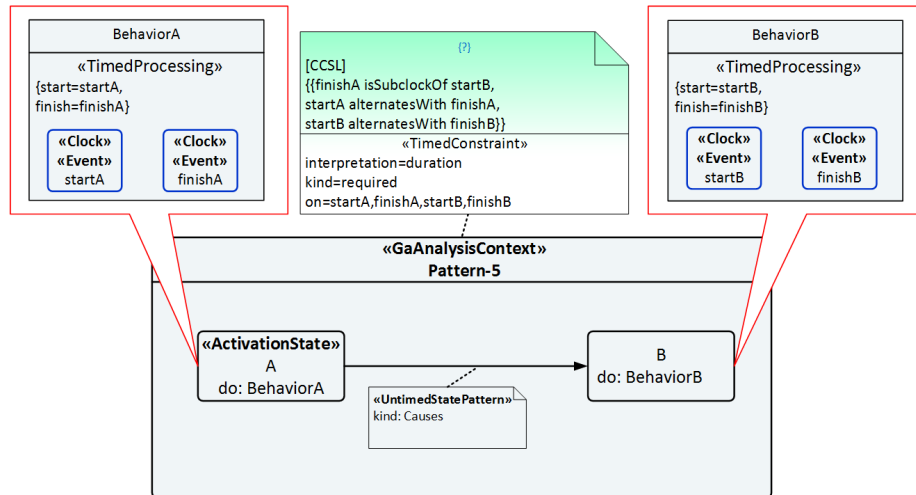 BehaviorA
«TimedProcessing»
{start=startA,
finish=finishA}
«Clock»
«Event»
startA
«Clock»
«Event»
finishA
{?}
[CCSL]
{{finishA isSubclockOf startB,
startA alternatesWith finishA,
startB alternatesWith finishB}}
«TimedConstraint»
interpretation=duration
kind=required
on=startA,finishA,startB,finishB
BehaviorB
«TimedProcessing»
{start=startB,
finish=finishB}
«Clock»
«Event»
startB
«Clock»
«Event»
finishB
«GaAnalysisContext»
Pattern-5
«ActivationState»
A
do: BehaviorA
B
do: BehaviorB
«UntimedStatePattern»
kind: Causes